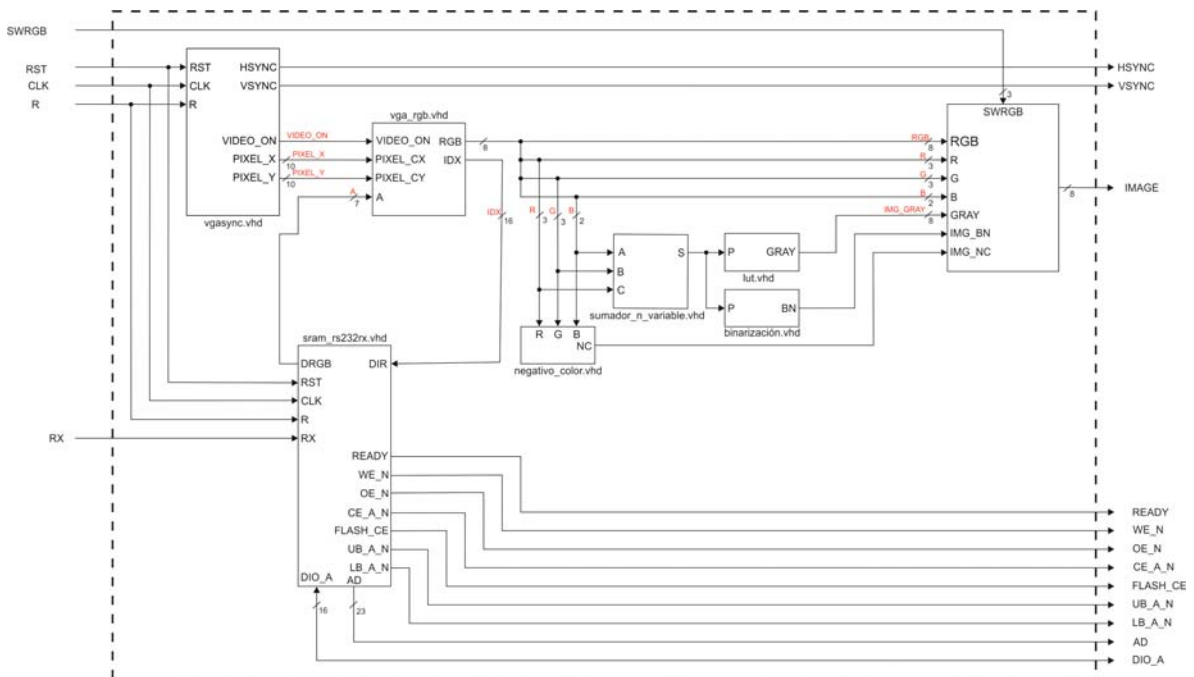 SWRGB
RST
CLK
R
RST
CLK
R
HSYNC
VSYNC
VIDEO_ON
PIXEL_X
PIXEL_Y
vgasync.vhd
VIDEO_ON
PIXEL_X
10
PIXEL_Y
10
A
7
vga_rgb.vhd
VIDEO_ON
PIXEL_CX
PIXEL_CY
A
RGB
IDX
8
IDX
16
R
3
G
3
B
2
A
B
C
S
sumador_n_variable.vhd
P
GRAY
lut.vhd
P
BN
binarización.vhd
R
G
B
NC
negativo_color.vhd
RGB
8
R
3
G
3
B
2
IMG_GRAY
8
3
SWRGB
RGB
R
G
B
GRAY
IMG_BN
IMG_NC
8
HSYNC
VSYNC
IMAGE
RX
sram_rs232rx.vhd
DRGB
RST
CLK
R
RX
DIR
READY
WE_N
OE_N
CE_A_N
FLASH_CE
UB_A_N
LB_A_N
DIO_A
AD
16
23
READY
WE_N
OE_N
CE_A_N
FLASH_CE
UB_A_N
LB_A_N
AD
DIO_A